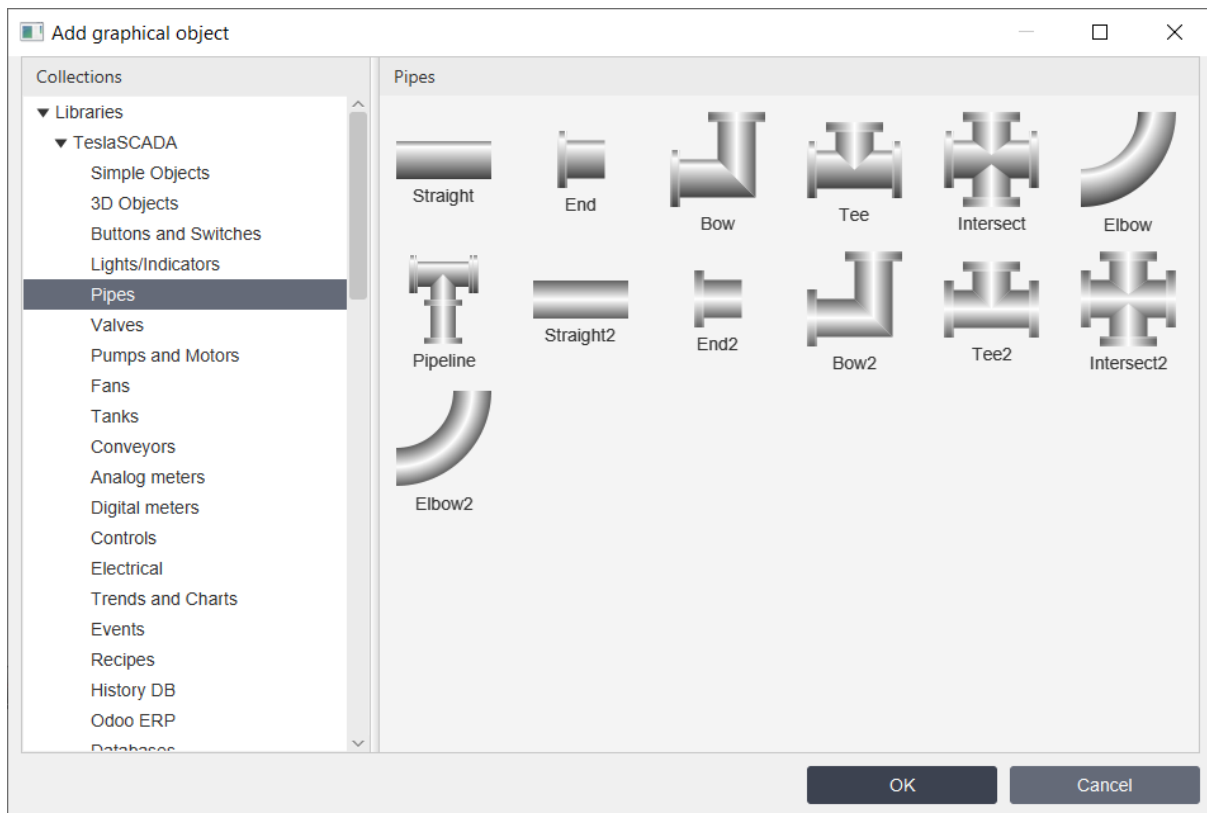 Add graphical object
Collections
Libraries
TeslaSCADA
Simple Objects
3D Objects
Buttons and Switches
Lights/Indicators
Pipes
Valves
Pumps and Motors
Fans
Tanks
Conveyors
Analog meters
Digital meters
Controls
Electrical
Trends and Charts
Events
Recipes
History DB
Odoo ERP
Databases
Pipes
Straight
End
Bow
Tee
Intersect
Elbow
Pipeline
Straight2
End2
Bow2
Tee2
Intersect2
Elbow2
OK
Cancel